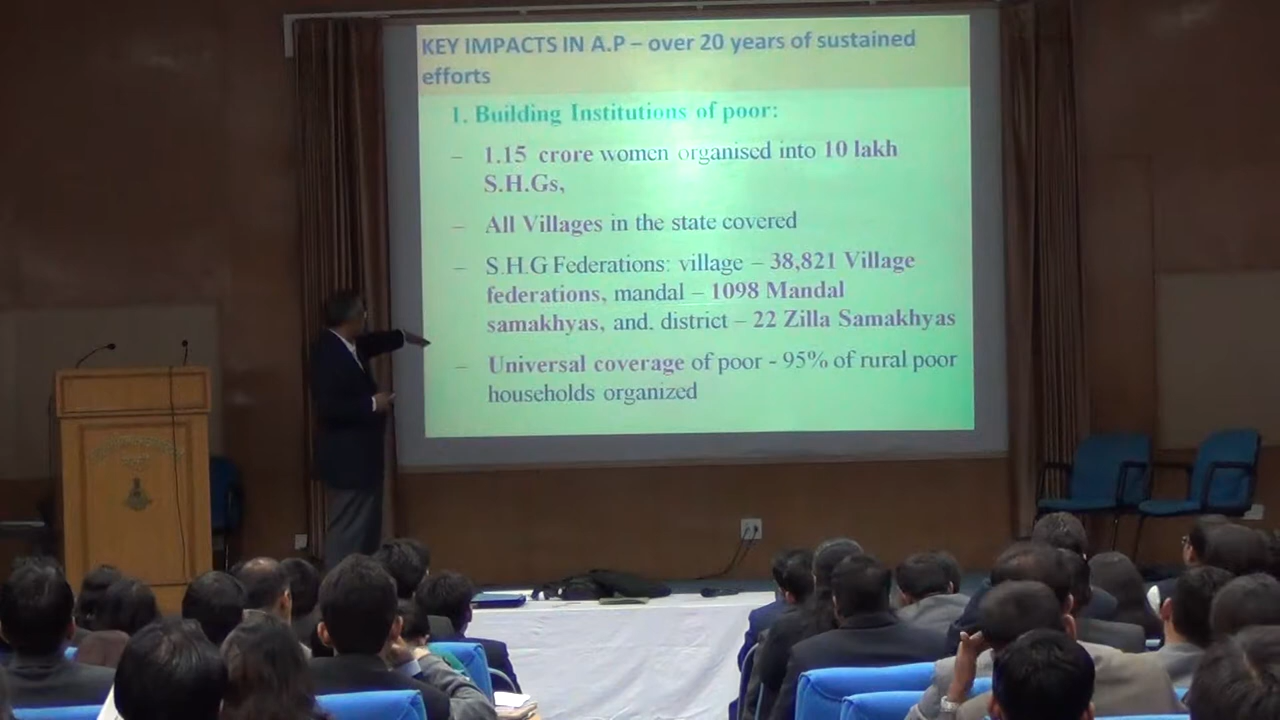 KEY IMPACTS IN A.P – over 20 years of sustained
efforts
1. Building Institutions of poor:
– 1.15 crore women organised into 10 lakh
S.H.Gs,
– All Villages in the state covered
– S.H.G Federations: village – 38,821 Village
federations, mandal – 1098 Mandal
samakhyas, and. district – 22 Zilla Samakhyas
– Universal coverage of poor - 95% of rural poor
households organized